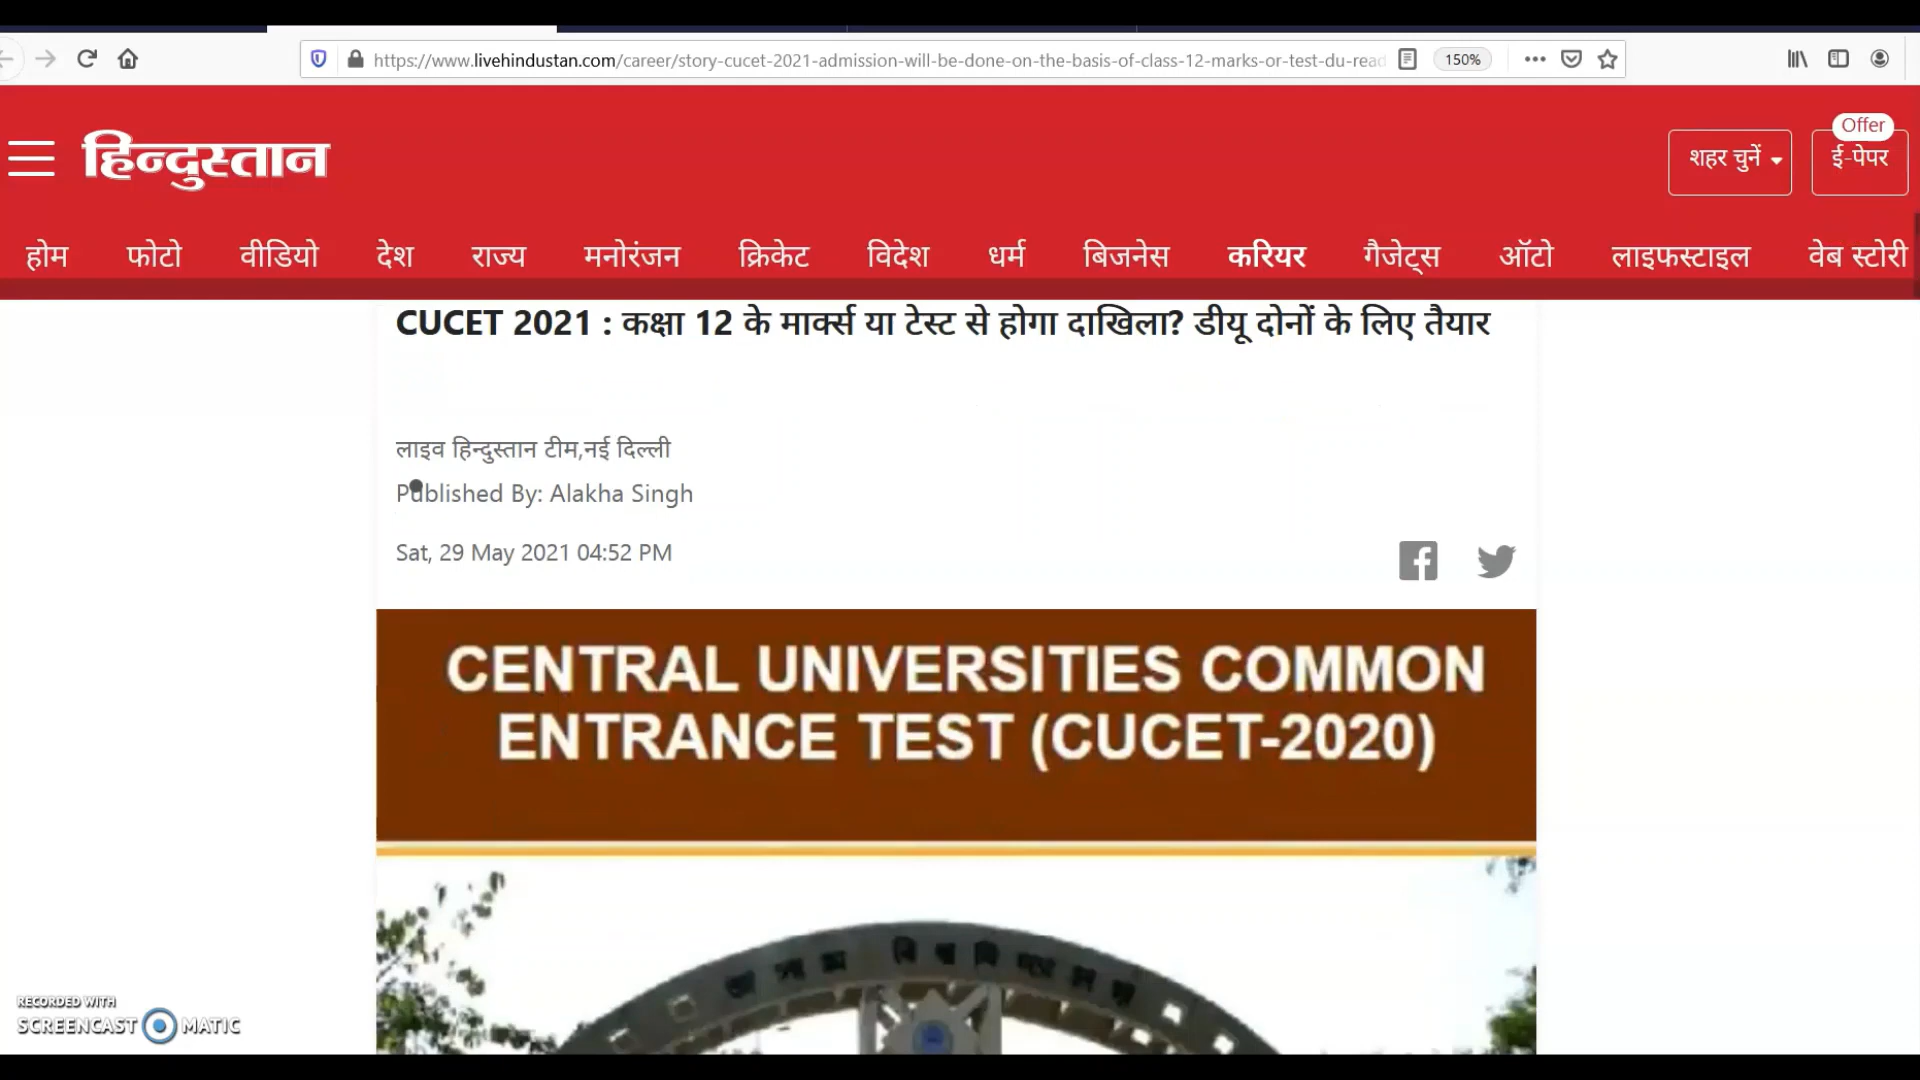 https://www.livehindustan.com/career/story-cucet-2021-admission-will-be-done-on-the-basis-of-class-12-marks-or-test-du-read
150%
Offer
हिन्दुस्तान
शहर चुनें
ई-पेपर
होम फोटो वीडियो देश राज्य मनोरंजन क्रिकेट विदेश धर्म बिजनेस करियर गैजेट्स ऑटो लाइफस्टाइल वेब स्टोरी
CUCET 2021 : कक्षा 12 के मार्क्स या टेस्ट से होगा दाखिला? डीयू दोनों के लिए तैयार
लाइव हिन्दुस्तान टीम,नई दिल्ली
Published By: Alakha Singh
Sat, 29 May 2021 04:52 PM
CENTRAL UNIVERSITIES COMMON
ENTRANCE TEST (CUCET-2020)
RECORDED WITH
SCREENCAST MATIC